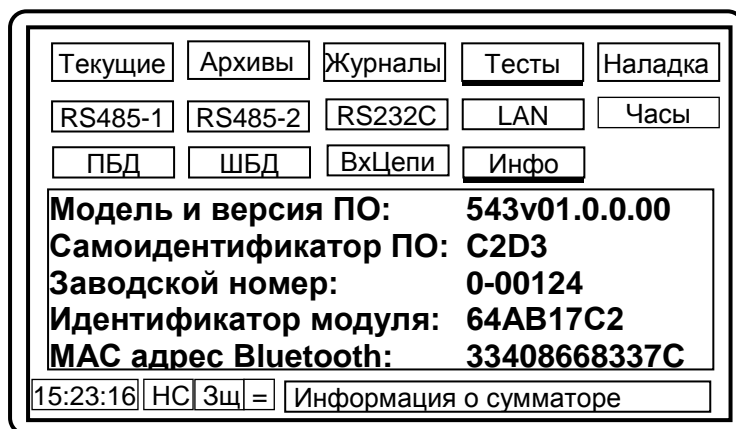 Текущие Архивы Журналы Тесты Наладка
RS485-1 RS485-2 RS232C LAN Часы
ПБД ШБД ВхЦепи Инфо
Модель и версия ПО: 543v01.0.0.00
Самоидентификатор ПО: C2D3
Заводской номер: 0-00124
Идентификатор модуля: 64AB17C2
MAC адрес Bluetooth: 33408668337C
15:23:16 НС Зщ = Информация о сумматоре